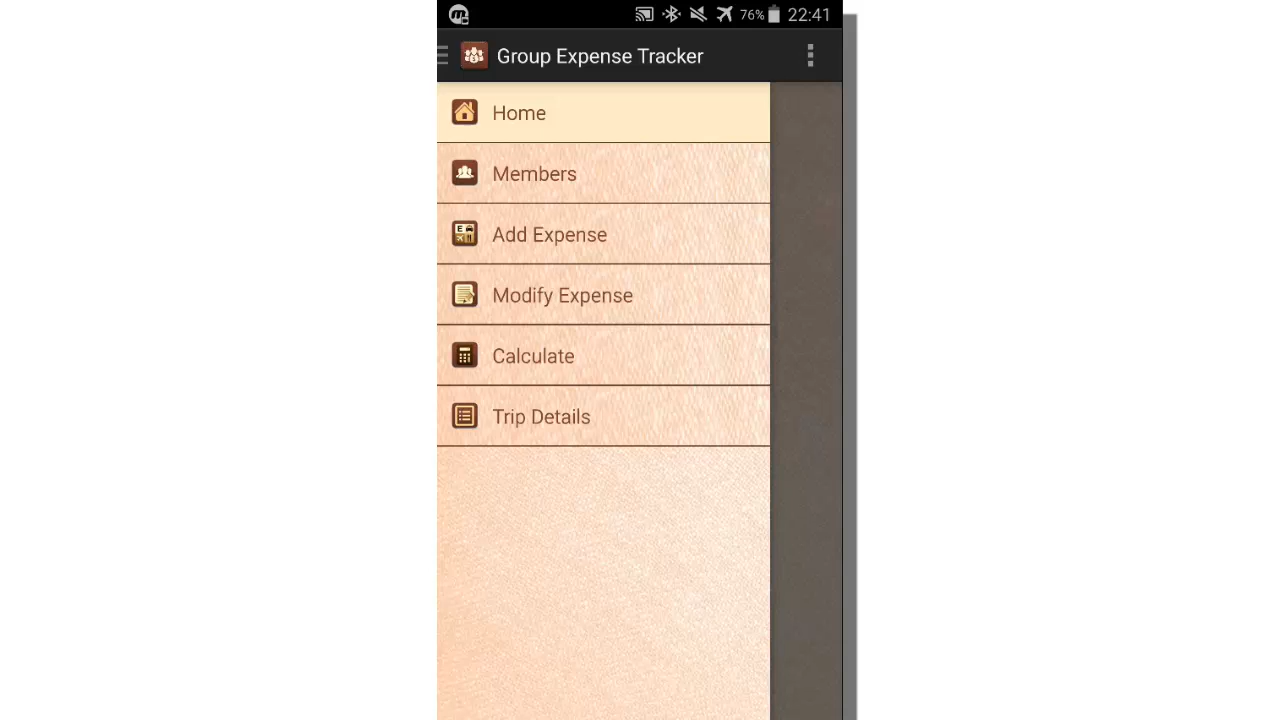 76% 22:41
Group Expense Tracker
Home
Members
Add Expense
Modify Expense
Calculate
Trip Details